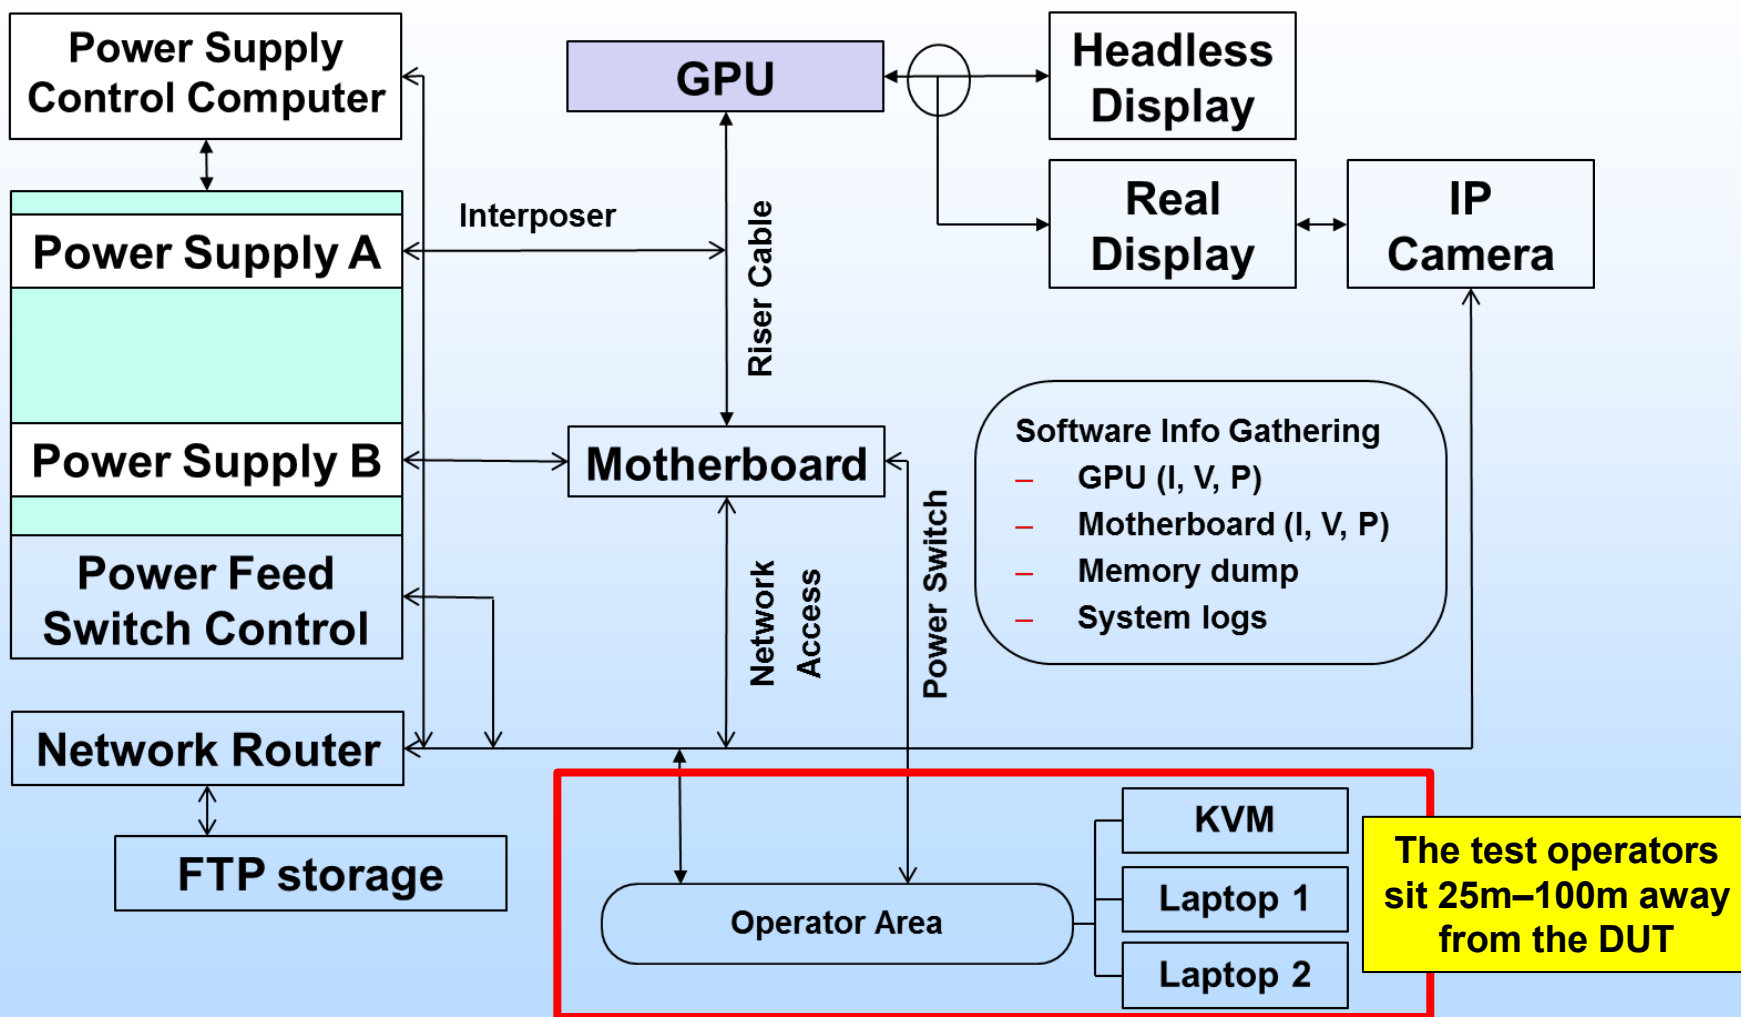 Power Supply
Control Computer
GPU
Headless
Display
Interposer
Power Supply A
Riser Cable
Real
Display
IP
Camera
Power Supply B
Motherboard
Software Info Gathering
– GPU (I, V, P)
– Motherboard (I, V, P)
– Memory dump
– System logs
Power Feed
Switch Control
Network
Access
Power Switch
Network Router
FTP storage
Operator Area
KVM
Laptop 1
Laptop 2
The test operators
sit 25m–100m away
from the DUT